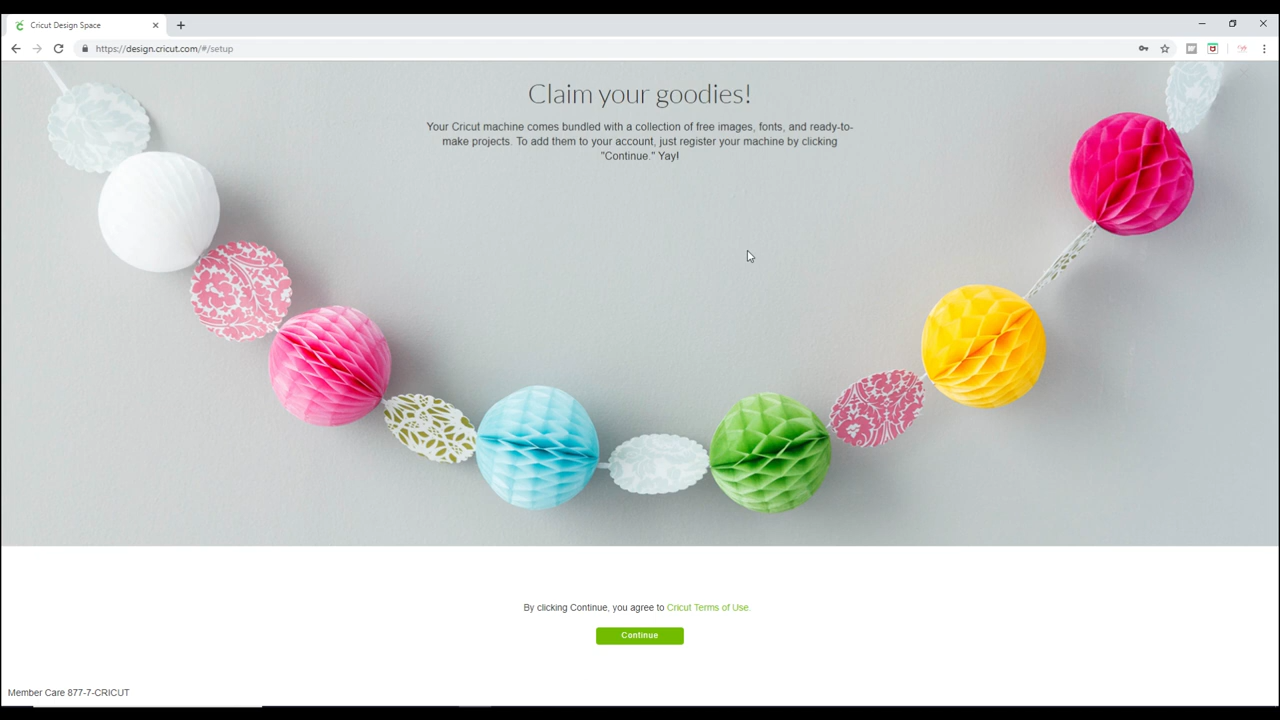 Cricut Design Space
https://design.cricut.com/#/setup
Claim your goodies!
Your Cricut machine comes bundled with a collection of free images, fonts, and ready-to-
make projects. To add them to your account, just register your machine by clicking
"Continue." Yay!
By clicking Continue, you agree to Cricut Terms of Use.
Continue
Member Care 877-7-CRICUT